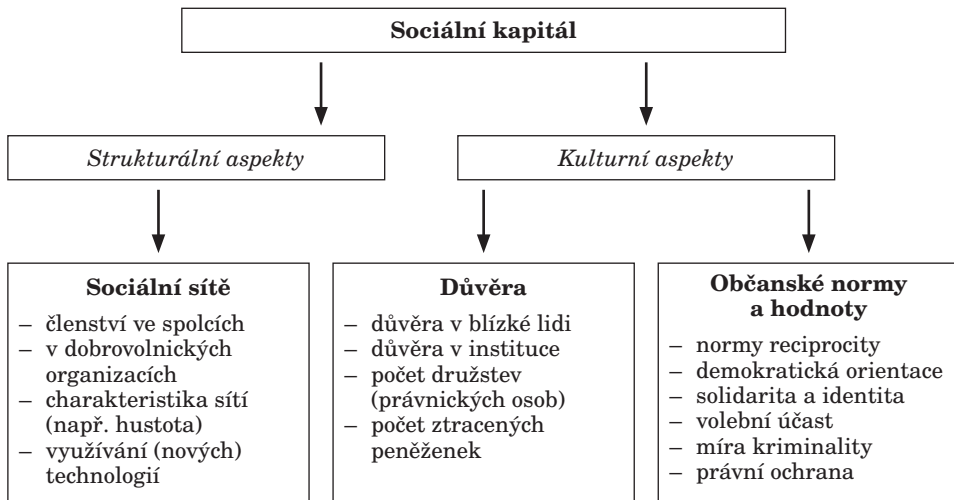 Sociální kapitál
Strukturální aspekty
Kulturní aspekty
Sociální sítě
– členství ve spolcích
– v dobrovolnických
organizacích
– charakteristika sítí
(např. hustota)
– využívání (nových)
technologií
Důvěra
– důvěra v blízké lidi
– důvěra v instituce
– počet družstev
(právnických osob)
– počet ztracených
peněženek
Občanské normy
a hodnoty
– normy reciprocity
– demokratická orientace
– solidarita a identita
– volební účast
– míra kriminality
– právní ochrana